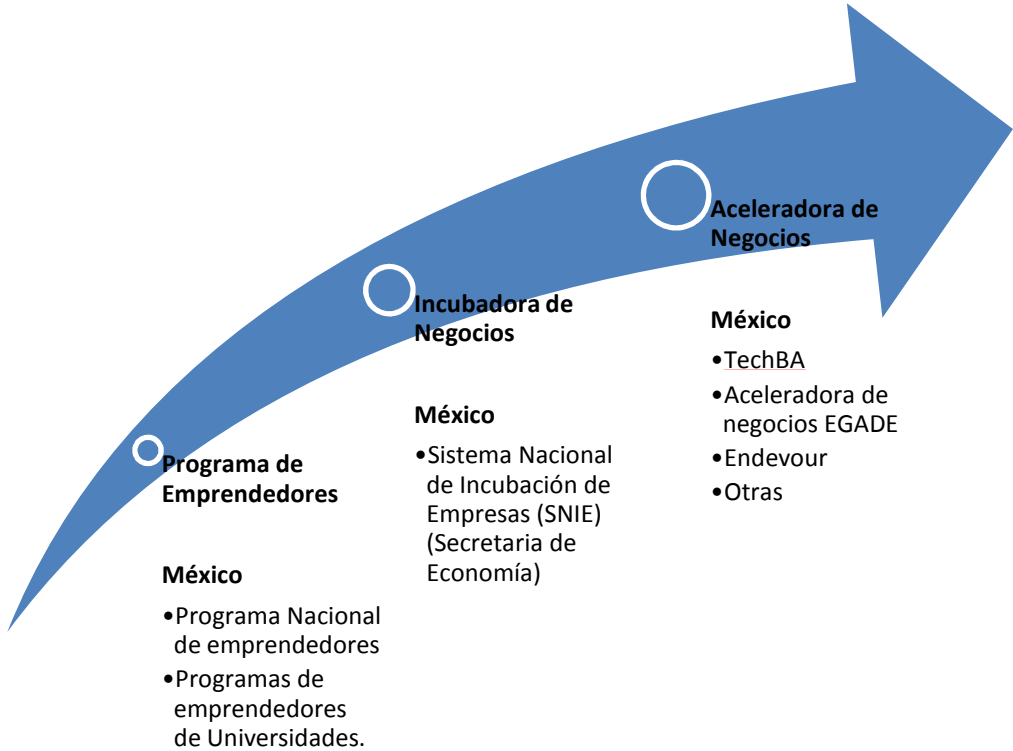 Programa de
Emprendedores
México
•Programa Nacional
de emprendedores
•Programas de
emprendedores
de Universidades.
Incubadora de
Negocios
México
•Sistema Nacional
de Incubación de
Empresas (SNIE)
(Secretaria de
Economía)
Aceleradora de
Negocios
México
•TechBA
•Aceleradora de
negocios EGADE
•Endevour
•Otras